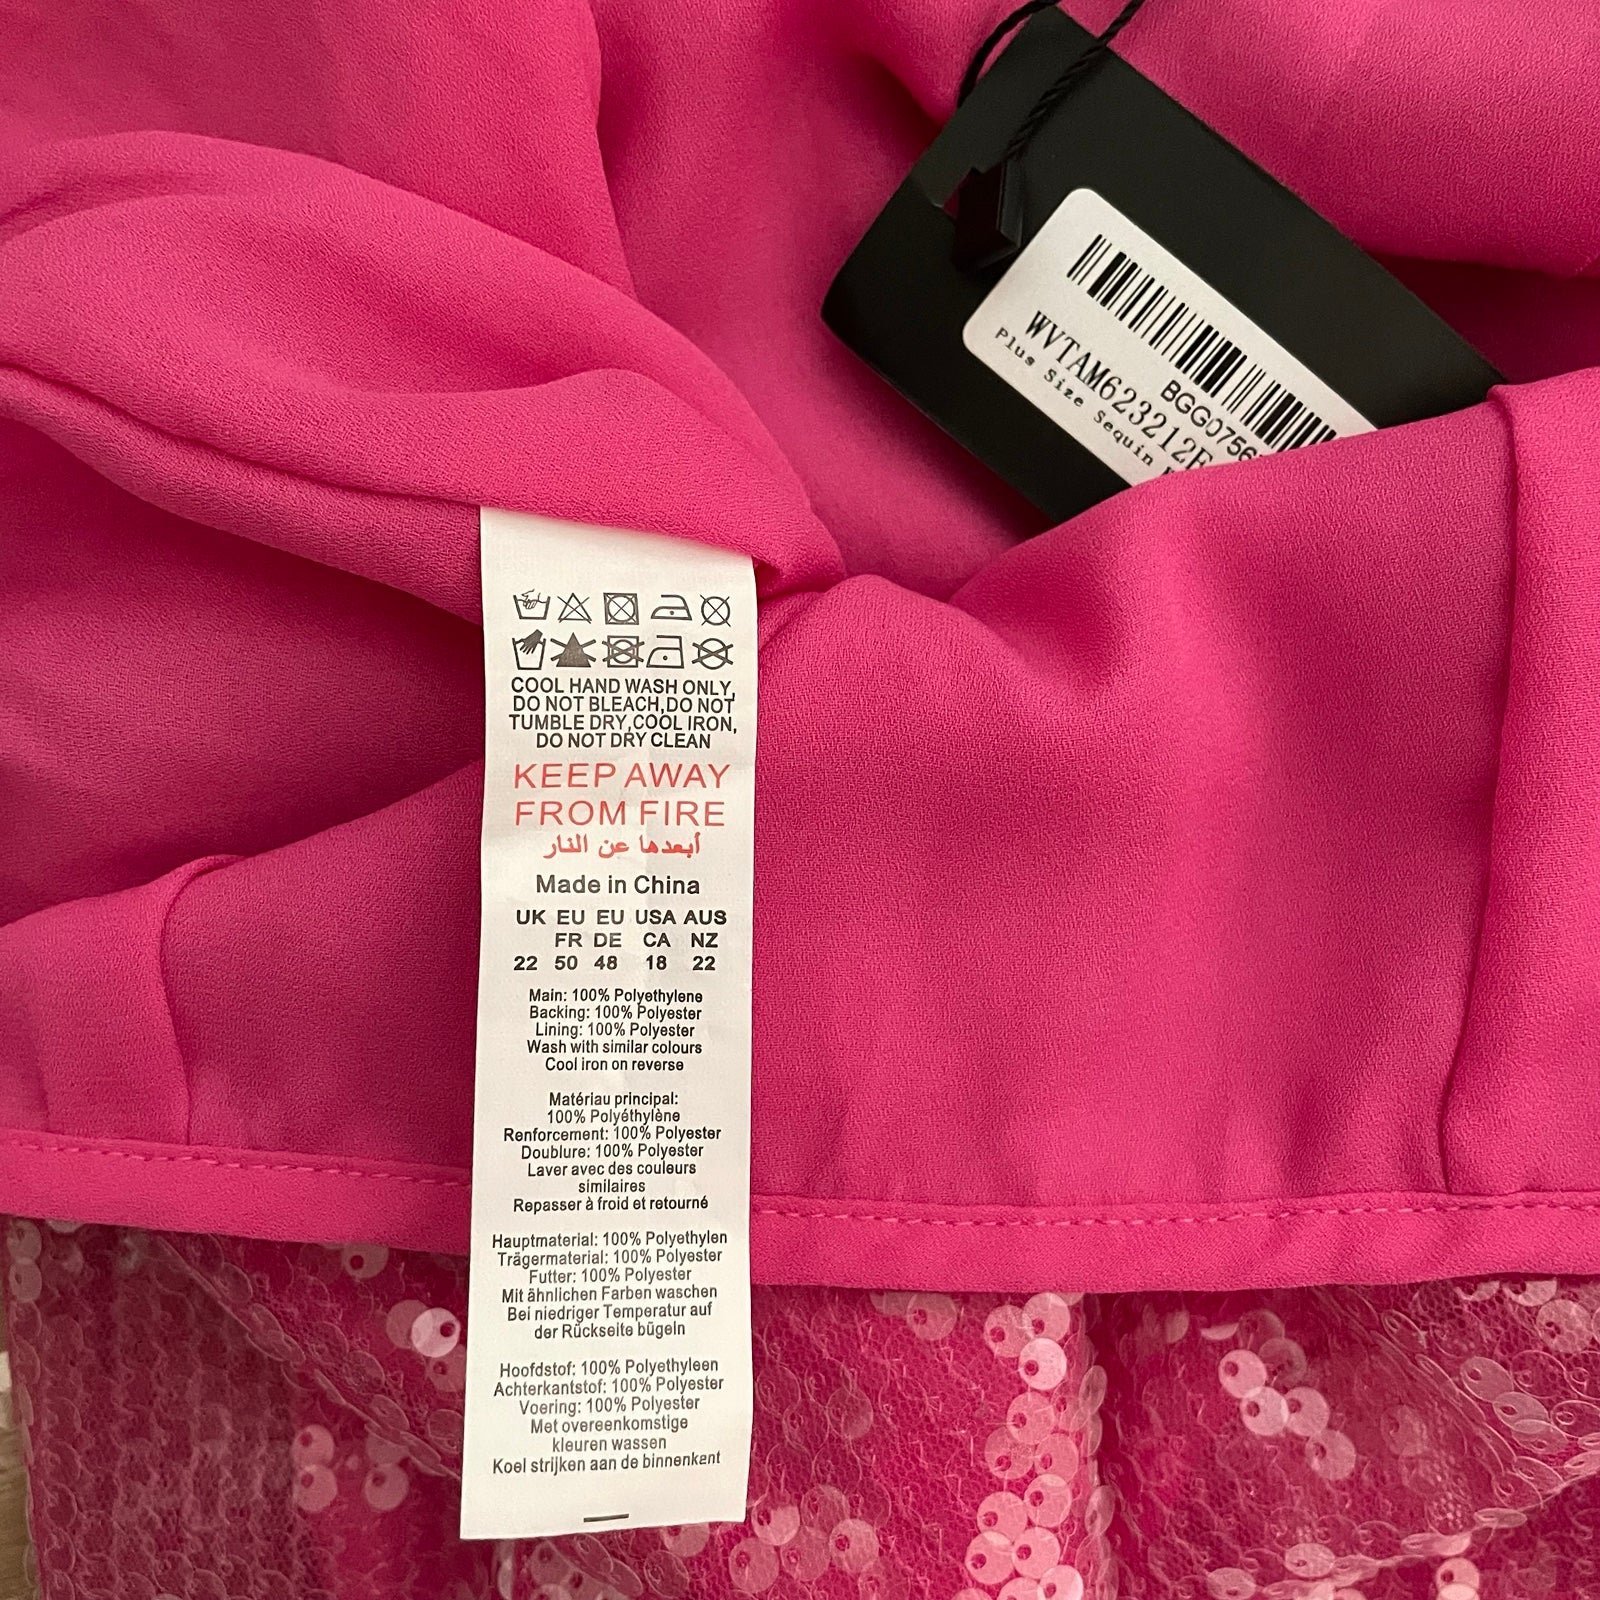 BGG0756
WVTAM623212
Plus Size Sequin
COOL HAND WASH ONLY,
DO NOT BLEACH,DO NOT
TUMBLE DRY,COOL IRON,
DO NOT DRY CLEAN
KEEP AWAY
FROM FIRE
أبعدها عن النار
Made in China
UK EU EU USA AUS
FR DE CA NZ
22 50 48 18 22
Main: 100% Polyethylene
Backing: 100% Polyester
Lining: 100% Polyester
Wash with similar colours
Cool iron on reverse
Matériau principal:
100% Polyéthylène
Renforcement: 100% Polyester
Doublure: 100% Polyester
Laver avec des couleurs
similaires
Repasser à froid et retourné
Hauptmaterial: 100% Polyethylen
Trägermaterial: 100% Polyester
Futter: 100% Polyester
Mit ähnlichen Farben waschen
Bei niedriger Temperatur auf
der Rückseite bügeln
Hoofdstof: 100% Polyethyleen
Achterkantstof: 100% Polyester
Voering: 100% Polyester
Met overeenkomstige
kleuren wassen
Koel strijken aan de binnenkant